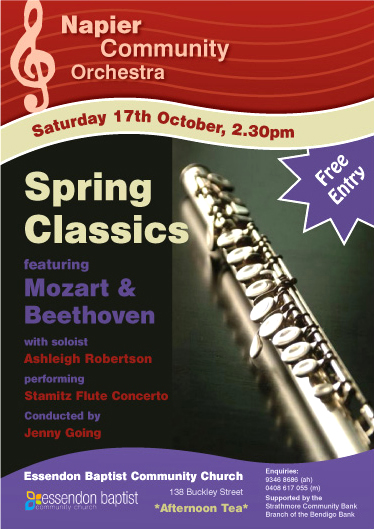 Napier
Community
Orchestra
Saturday 17th October, 2.30pm
Free
Entry
Spring
Classics
featuring
Mozart &
Beethoven
with soloist
Ashleigh Robertson
performing
Stamitz Flute Concerto
Conducted by
Jenny Going
Essendon Baptist Community Church
138 Buckley Street
*Afternoon Tea*
essendon baptist
community church
Enquiries:
9346 8686 (ah)
0408 617 055 (m)
Supported by the
Strathmore Community Bank
Branch of the Bendigo Bank